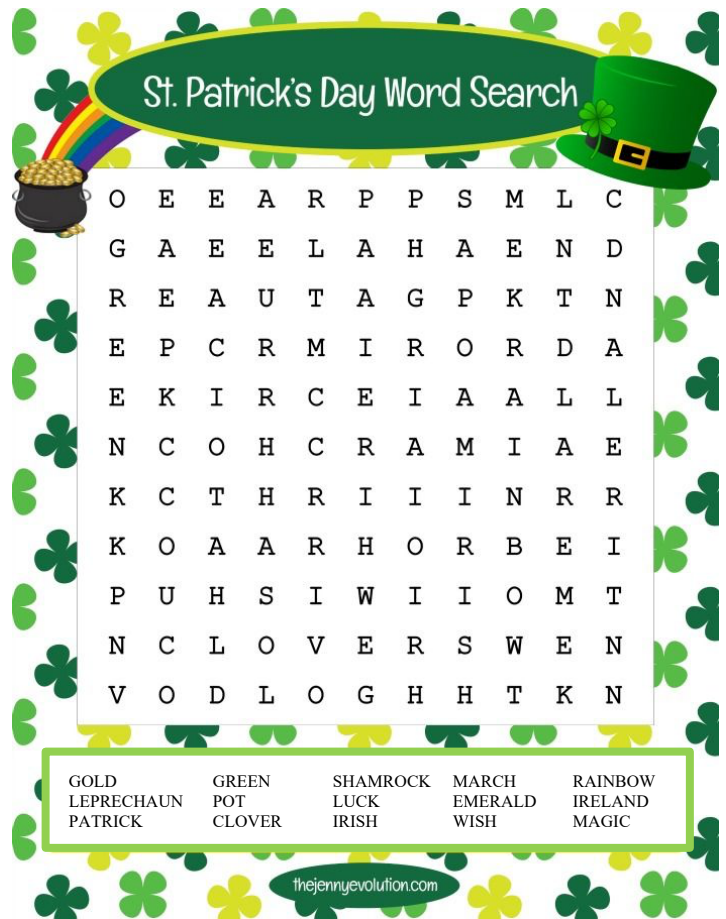 St. Patrick's Day Word Search
O E E A R P P S M L C
G A E E L A H A E N D
R E A U T A G P K T N
E P C R M I R O R D A
E K I R C E I A A L L
N C O H C R A M I A E
K C T H R I I I N R R
K O A A R H O R B E I
P U H S I W I I O M T
N C L O V E R S W E N
V O D L O G H H T K N
GOLD GREEN SHAMROCK MARCH RAINBOW
LEPRECHAUN POT LUCK EMERALD IRELAND
PATRICK CLOVER IRISH WISH MAGIC
thejennyevolution.com